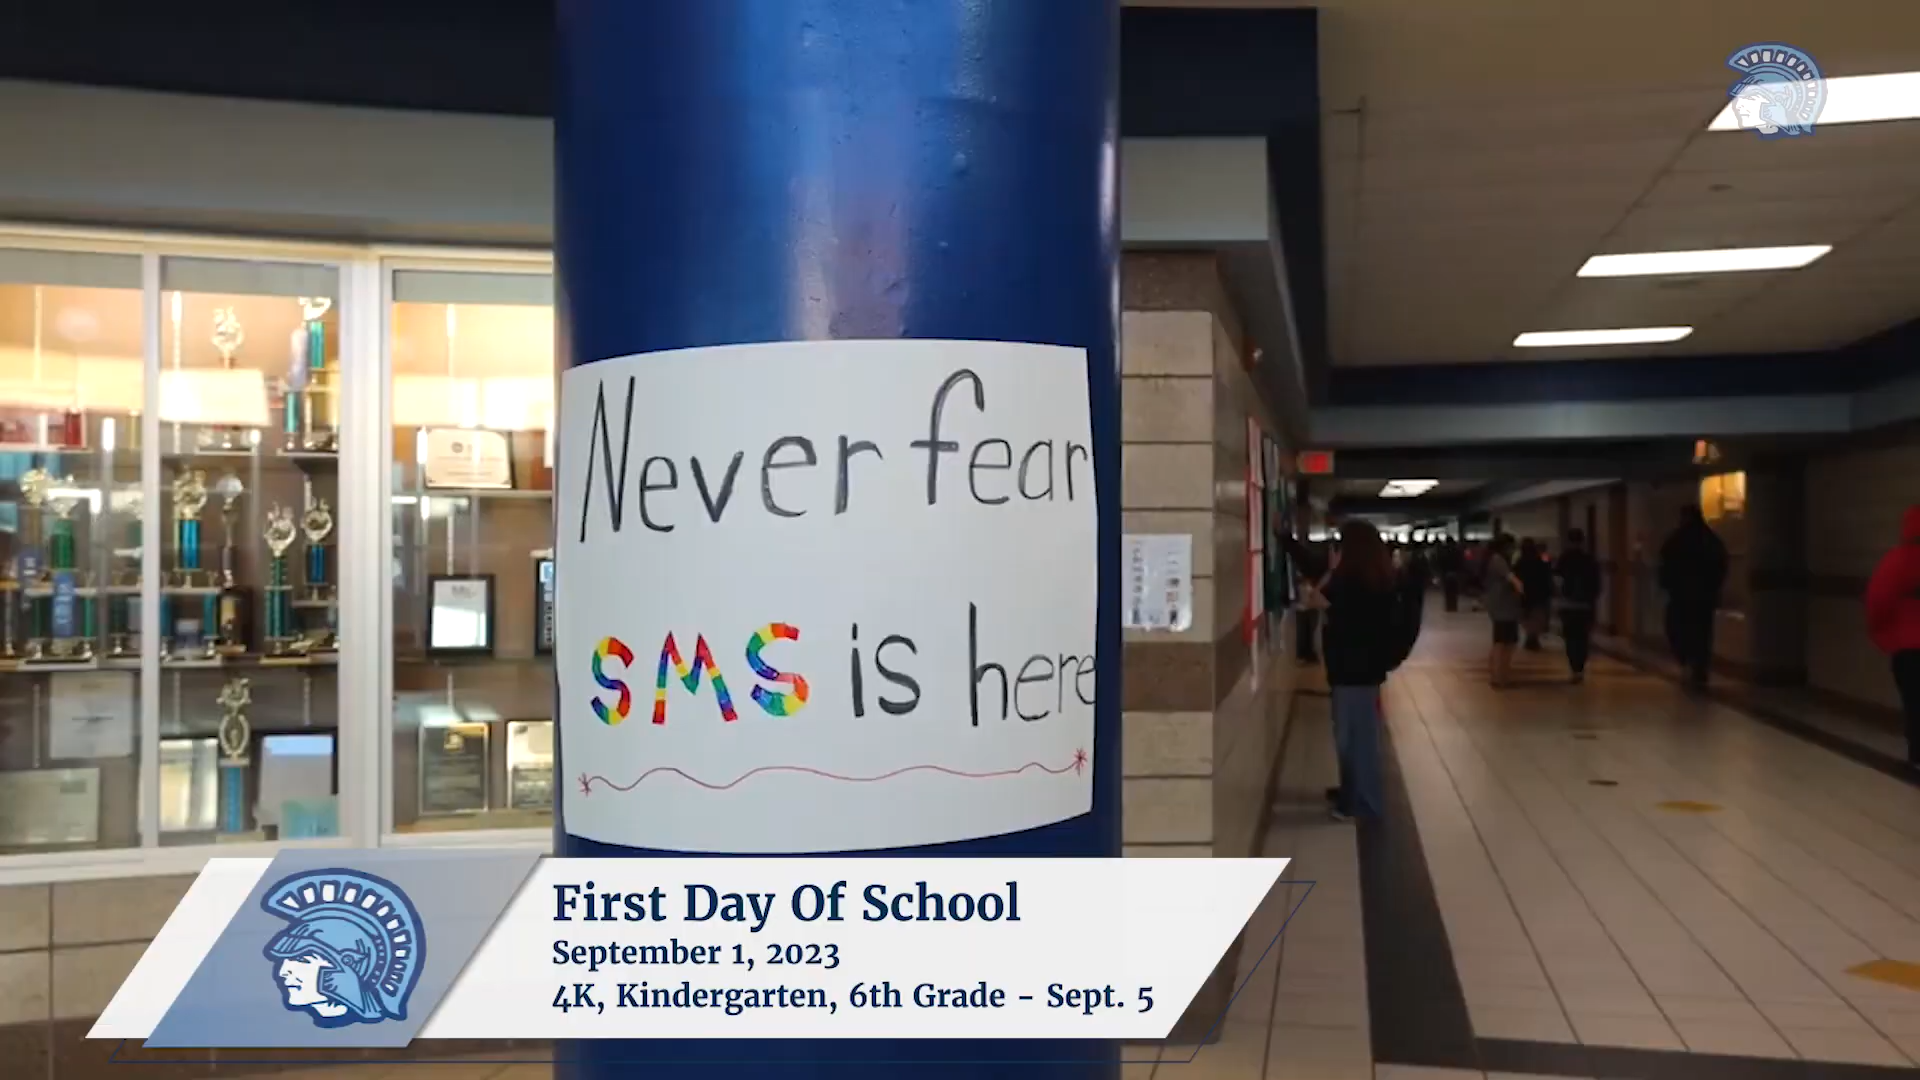 Never fear
SMS is here
First Day Of School
September 1, 2023
4K, Kindergarten, 6th Grade - Sept. 5